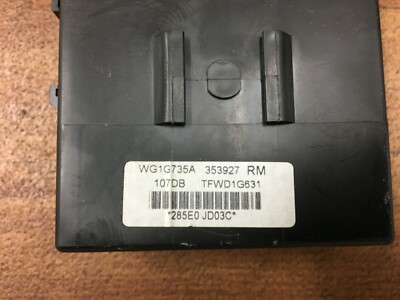 WG1G735A 353927 RM
107DB TFWD1G631
*285E0 JD03C*